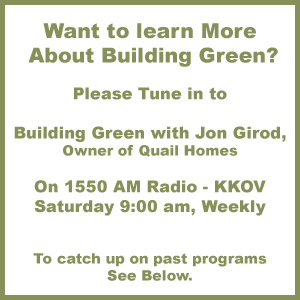 Want to learn More
About Building Green?
Please Tune in to
Building Green with Jon Girod,
Owner of Quail Homes
On 1550 AM Radio - KKOV
Saturday 9:00 am, Weekly
To catch up on past programs
See Below.